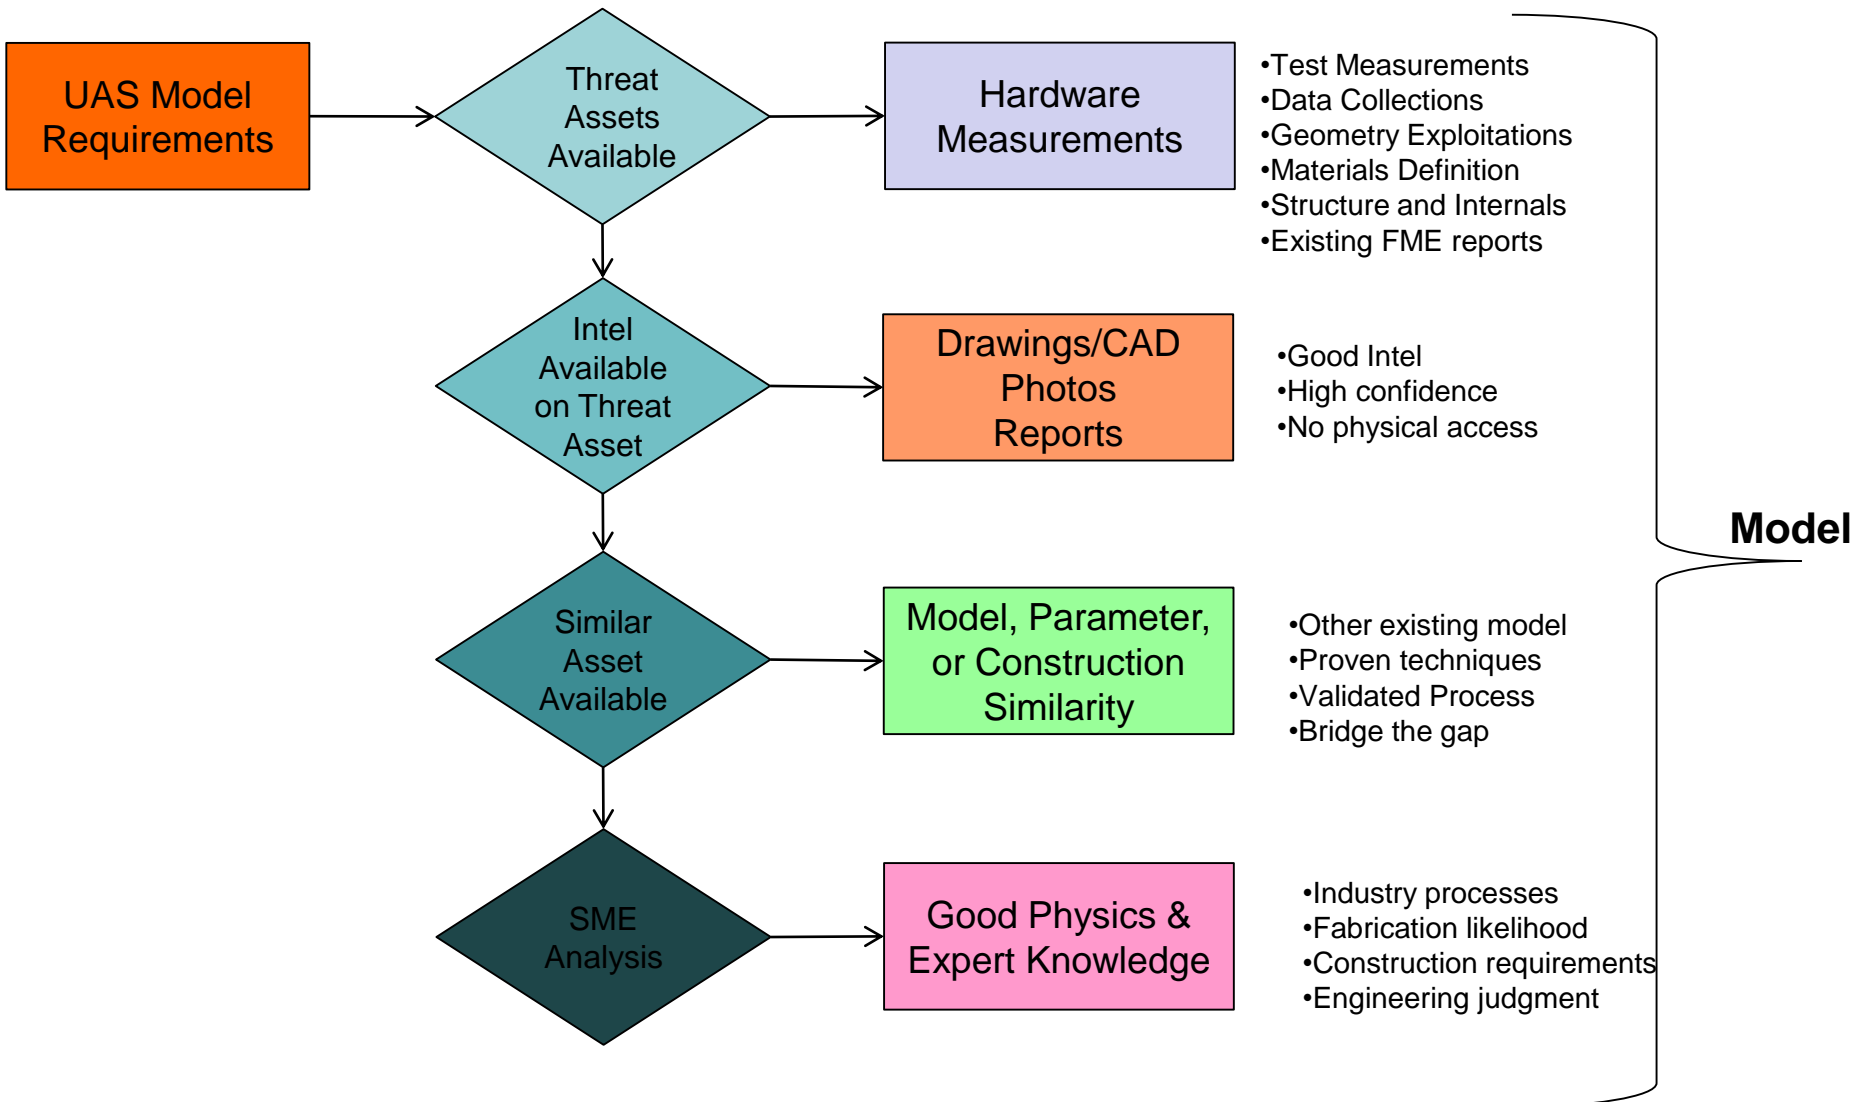 UAS Model
Requirements
Threat
Assets
Available
Hardware
Measurements
•Test Measurements
•Data Collections
•Geometry Exploitations
•Materials Definition
•Structure and Internals
•Existing FME reports
Intel
Available
on Threat
Asset
Drawings/CAD
Photos
Reports
•Good Intel
•High confidence
•No physical access
Model
Similar
Asset
Available
Model, Parameter,
or Construction
Similarity
•Other existing model
•Proven techniques
•Validated Process
•Bridge the gap
SME
Analysis
Good Physics &
Expert Knowledge
•Industry processes
•Fabrication likelihood
•Construction requirements
•Engineering judgment